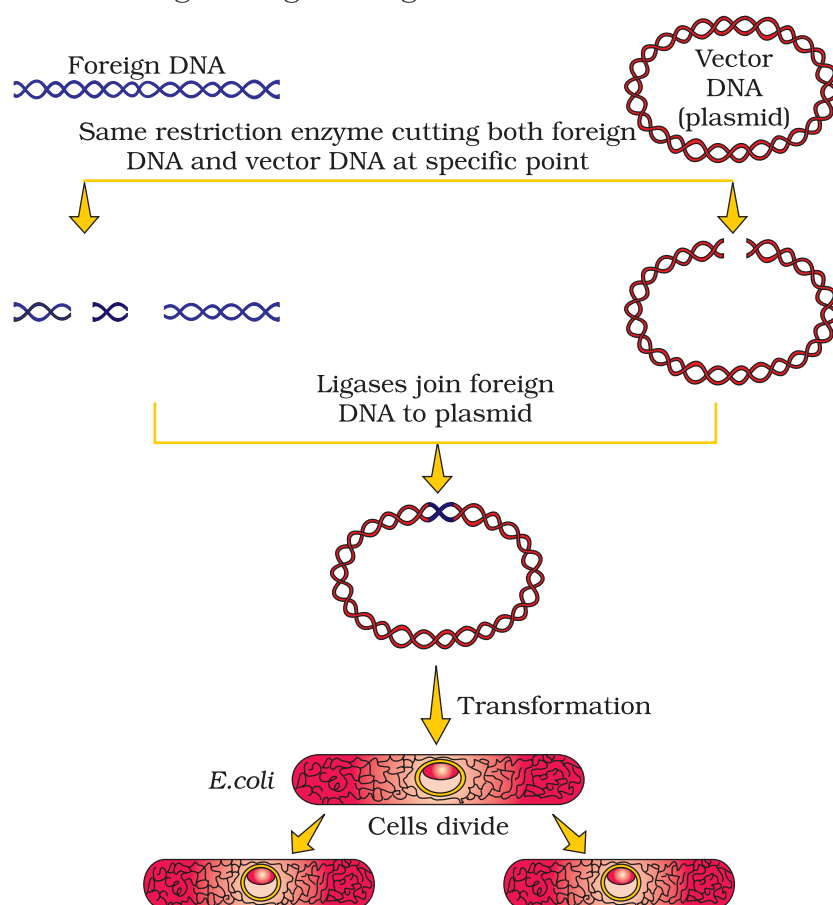 Foreign DNA
Vector
DNA
(plasmid)
Same restriction enzyme cutting both foreign
DNA and vector DNA at specific point
Ligases join foreign
DNA to plasmid
Transformation
E.coli
Cells divide